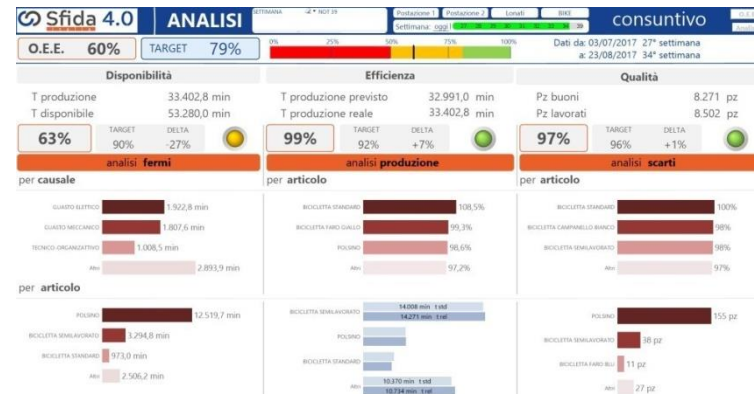 Sfida 4.0 ANALISI
SETTIMANA
Postazione 1 Postazione 2 Lonati BIKE
Settimana: oggi
consuntivo
O.E.E. 60% TARGET 79%
0% 25% 50% 75% 100%
Dati da: 03/07/2017 27° settimana
a: 23/08/2017 34° settimana
Disponibilità Efficienza Qualità
T produzione 33.402,8 min
T disponibile 53.280,0 min
T produzione previsto 32.991,0 min
T produzione reale 33.402,8 min
Pz buoni 8.271 pz
Pz lavorati 8.502 pz
63% TARGET 90% DELTA -27%
99% TARGET 92% DELTA +7%
97% TARGET 96% DELTA +1%
analisi fermi
analisi produzione
analisi scarti
per causale
GUASTO ELETTICO 1.922,8 min
GUASTO MECCANICO 1.807,6 min
TECNICO-ORGANIZATTIVO 1.008,5 min
Altri 2.893,9 min
per articolo
BICICLETTA STANDARD 108,5%
BICICLETTA FARO GIALLO 99,3%
POLSINO 98,6%
Altri 97,2%
per articolo
BICICLETTA STANDARD 100%
BICICLETTA CAMPANELLO BIANCO 98%
BICICLETTA SEMILAVORATO 98%
Altri 97%
per articolo
POLSINO 12.519,7 min
BICICLETTA SEMILAVORATO 3.294,8 min
BICICLETTA STANDARD 973,0 min
Altri 2.506,2 min
BICICLETTA SEMILAVORATO 14.008 min t std
14.271 min t rel
POLSINO
BICICLETTA STANDARD
Altri 10.370 min t std
10.734 min t rel
POLSINO 155 pz
BICICLETTA SEMILAVORATO 38 pz
BICICLETTA FARO BLU 11 pz
Altri 27 pz